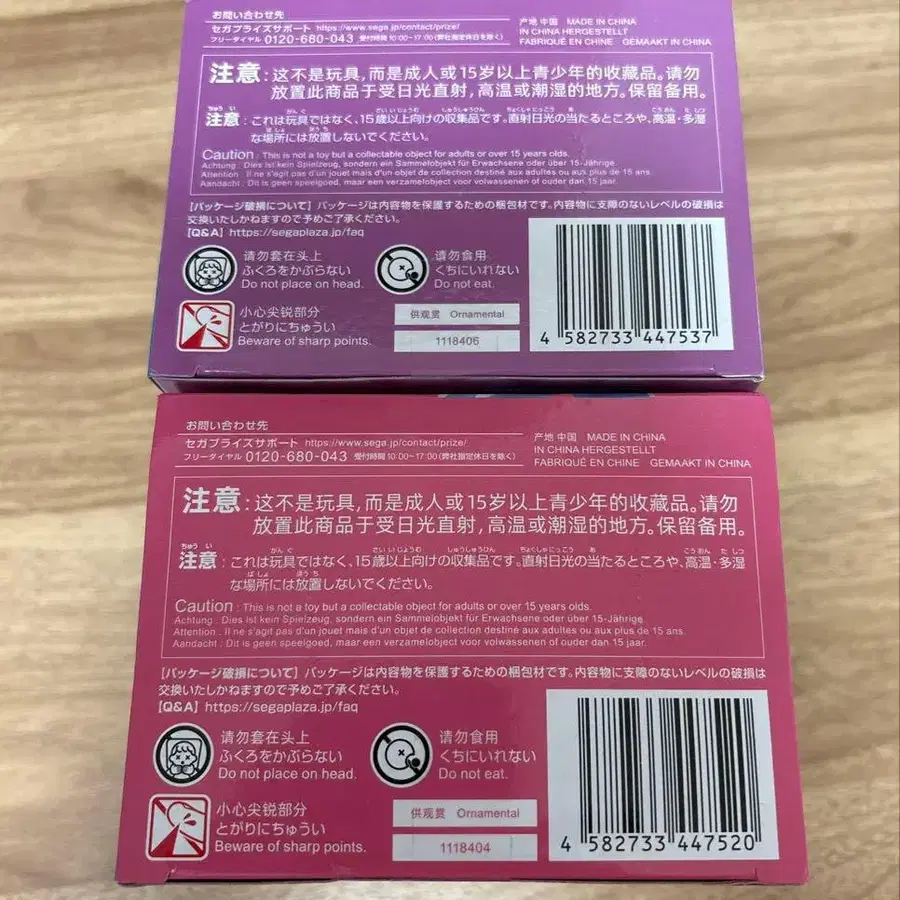 お問い合わせ先
セガプライズサポート https://www.sega.jp/contact/prize/
フリーダイヤル 0120-680-043 受付時間 10:00~17:00(弊社指定休日を除く)
产地 中国 MADE IN CHINA
IN CHINA HERGESTELLT
FABRIQUÉ EN CHINE GEMAAKT IN CHINA
注意:这不是玩具,而是成人或15岁以上青少年的收藏品。请勿
放置此商品于受日光直射,高温或潮湿的地方。保留备用。
注意:これは玩具ではなく、15歳以上向けの収集品です。直射日光の当たるところや、高温・多湿
な場所には放置しないでください。
Caution : This is not a toy but a collectable object for adults or over 15 years olds.
Achtung : Dies ist kein Spielzeug, sondern ein Sammelobjekt für Erwachsene oder über 15-Jährige.
Attention : Il ne s'agit pas d'un jouet mais d'un objet de collection destiné aux adultes ou aux plus de 15 ans.
Aandacht : Dit is geen speelgoed, maar een verzamelobject voor volwassenen of ouder dan 15 jaar.
【パッケージ破損について】パッケージは内容物を保護するための梱包材です。内容物に支障のないレベルの破損は
交換いたしかねますので予めご了承ください。
【Q&A】https://segaplaza.jp/faq
请勿套在头上
ふくろをかぶらない
Do not place on head.
请勿食用
くちにいれない
Do not eat.
小心尖锐部分
とがりにちゅうい
Beware of sharp points.
供观赏 Ornamental
1118406
4 582733 447537
お問い合わせ先
セガプライズサポート https://www.sega.jp/contact/prize/
フリーダイヤル 0120-680-043 受付時間 10:00~17:00(弊社指定休日を除く)
产地 中国 MADE IN CHINA
IN CHINA HERGESTELLT
FABRIQUÉ EN CHINE GEMAAKT IN CHINA
注意:这不是玩具,而是成人或15岁以上青少年的收藏品。请勿
放置此商品于受日光直射,高温或潮湿的地方。保留备用。
注意:これは玩具ではなく、15歳以上向けの収集品です。直射日光の当たるところや、高温・多湿
な場所には放置しないでください。
Caution : This is not a toy but a collectable object for adults or over 15 years olds.
Achtung : Dies ist kein Spielzeug, sondern ein Sammelobjekt für Erwachsene oder über 15-Jährige.
Attention : Il ne s'agit pas d'un jouet mais d'un objet de collection destiné aux adultes ou aux plus de 15 ans.
Aandacht : Dit is geen speelgoed, maar een verzamelobject voor volwassenen of ouder dan 15 jaar.
【パッケージ破損について】パッケージは内容物を保護するための梱包材です。内容物に支障のないレベルの破損は
交換いたしかねますので予めご了承ください。
【Q&A】https://segaplaza.jp/faq
请勿套在头上
ふくろをかぶらない
Do not place on head.
请勿食用
くちにいれない
Do not eat.
小心尖锐部分
とがりにちゅうい
Beware of sharp points.
供观赏 Ornamental
1118404
4 582733 447520